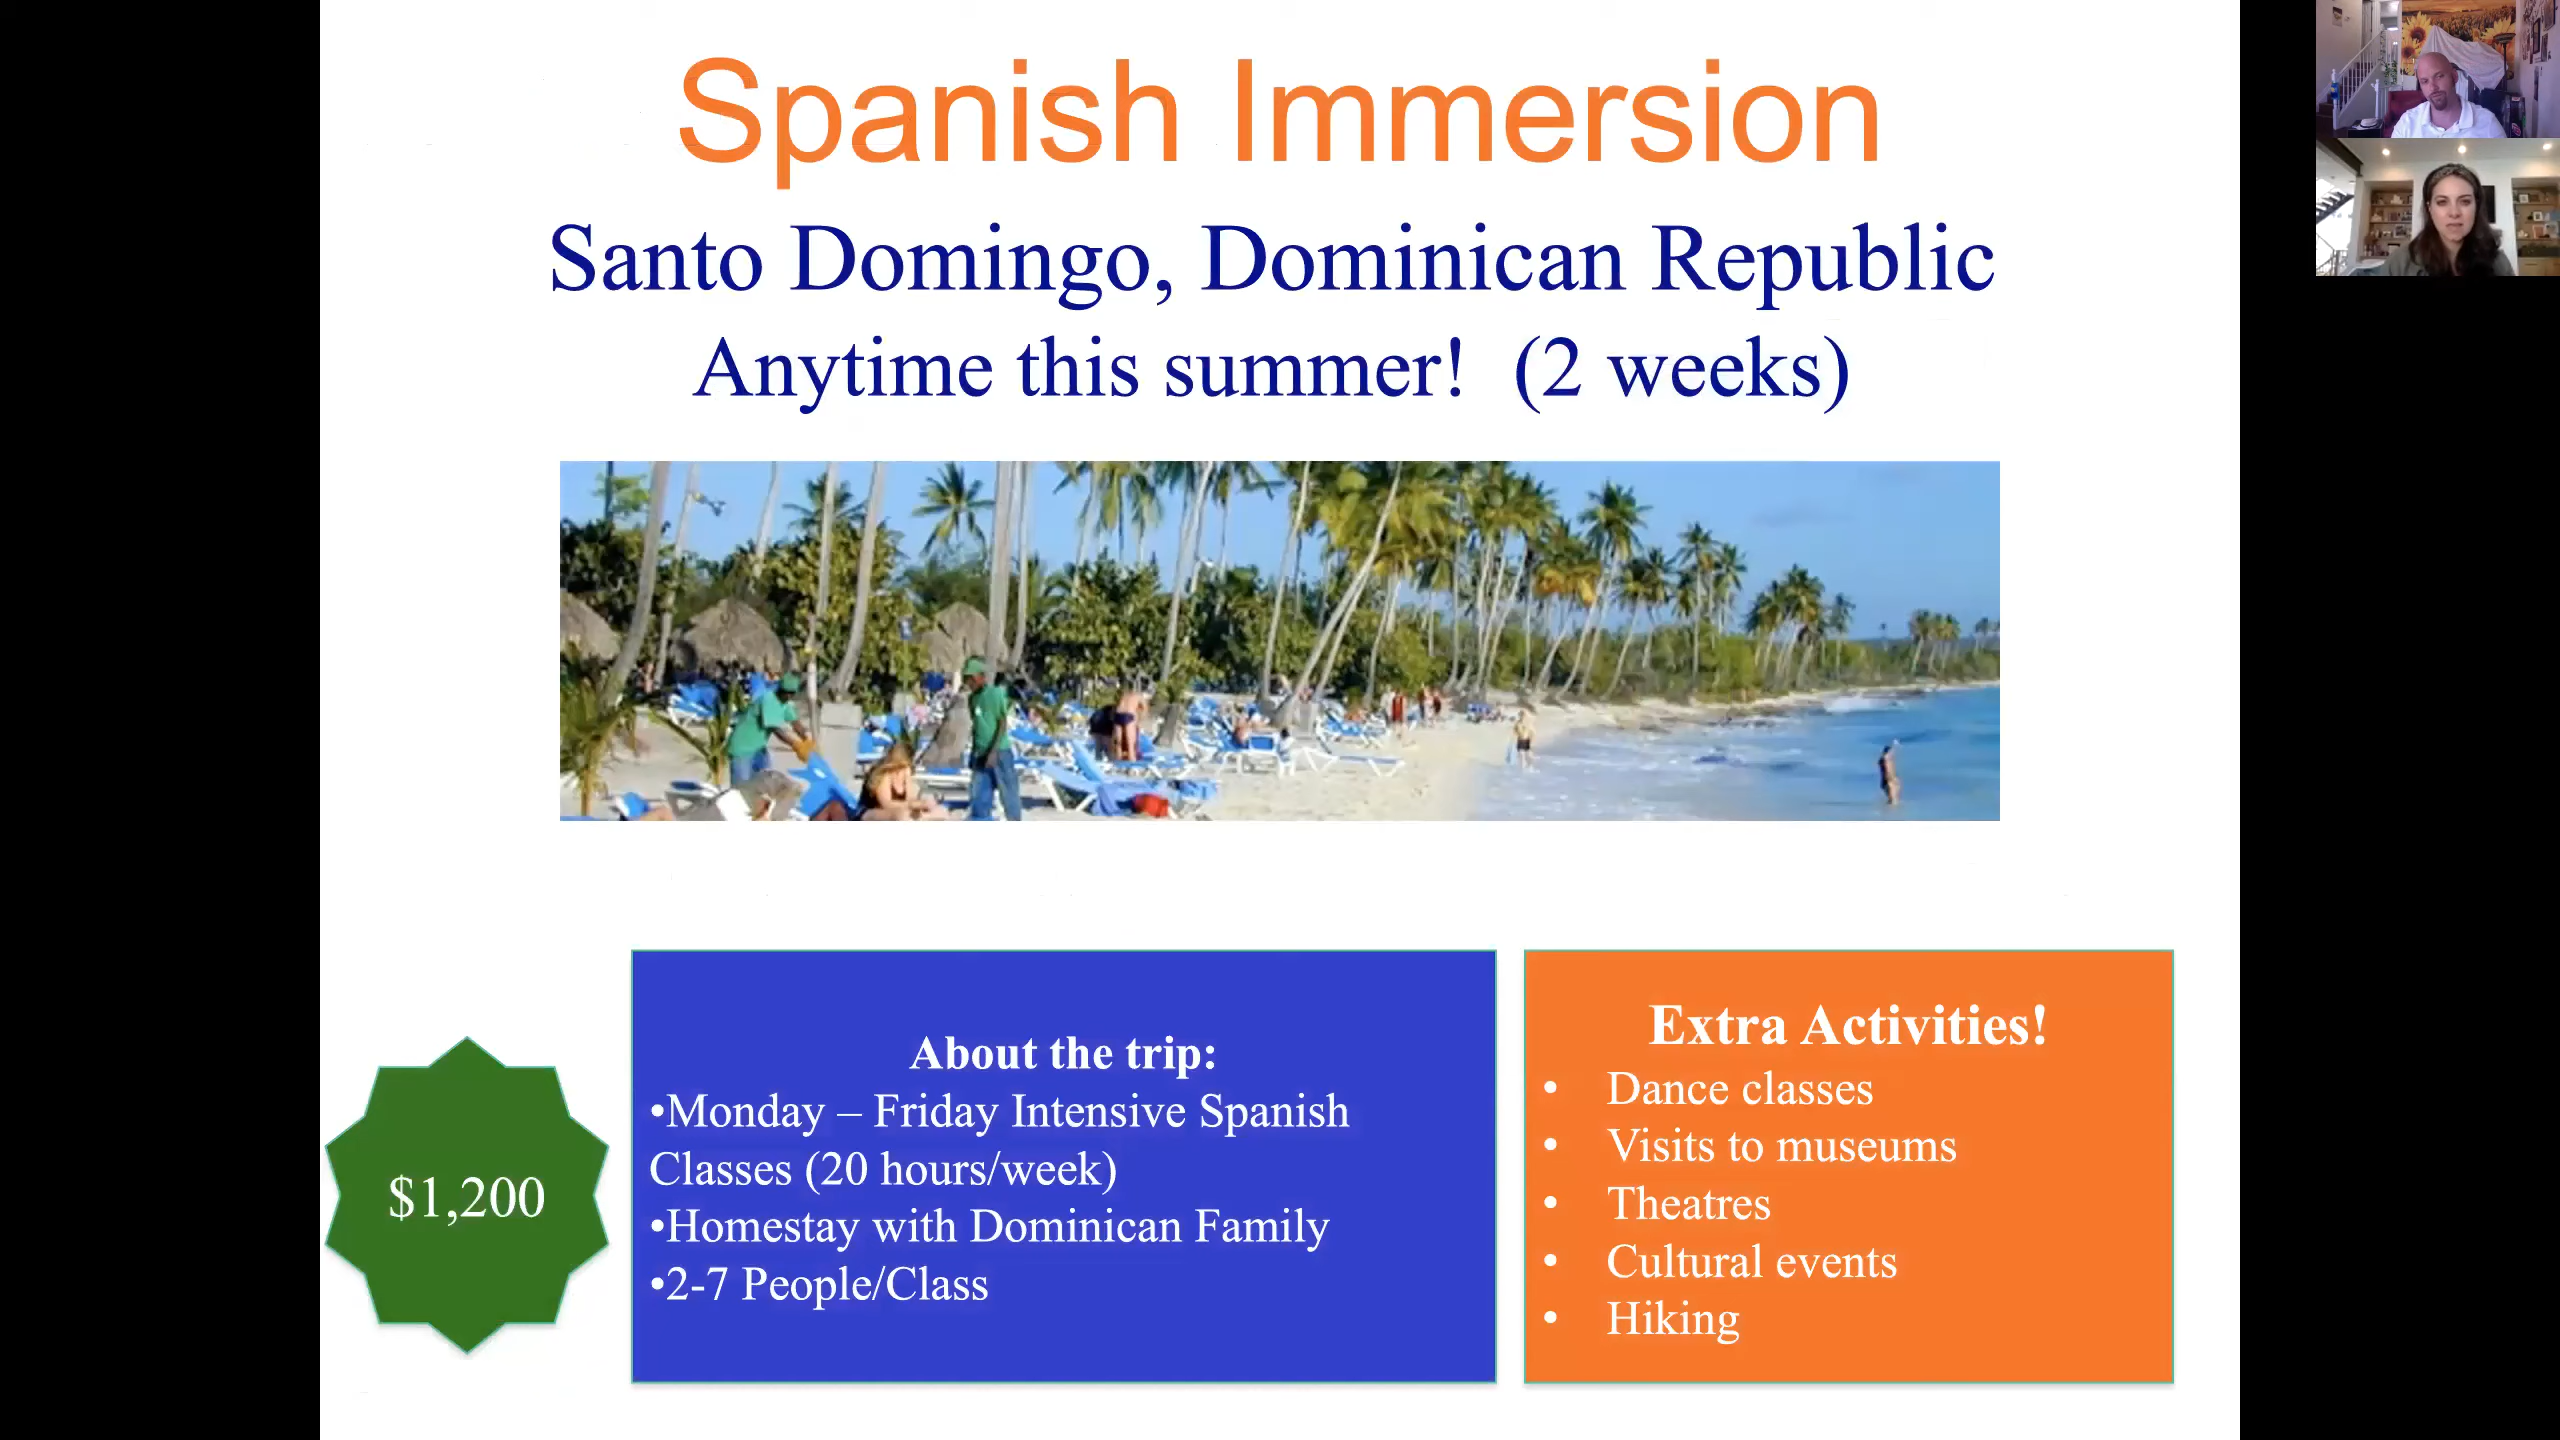 Spanish Immersion
Santo Domingo, Dominican Republic
Anytime this summer!  (2 weeks)
$1,200
About the trip:
•Monday – Friday Intensive Spanish
Classes (20 hours/week)
•Homestay with Dominican Family
•2-7 People/Class
Extra Activities!
• Dance classes
• Visits to museums
• Theatres
• Cultural events
• Hiking